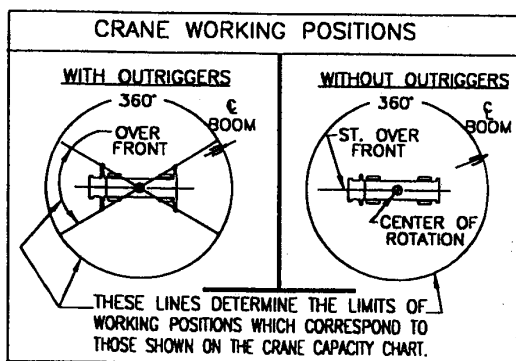 CRANE WORKING POSITIONS
WITH OUTRIGGERS
360°
℄
BOOM
OVER
FRONT
WITHOUT OUTRIGGERS
360°
℄
BOOM
ST. OVER
FRONT
CENTER OF
ROTATION
THESE LINES DETERMINE THE LIMITS OF
WORKING POSITIONS WHICH CORRESPOND TO
THOSE SHOWN ON THE CRANE CAPACITY CHART.